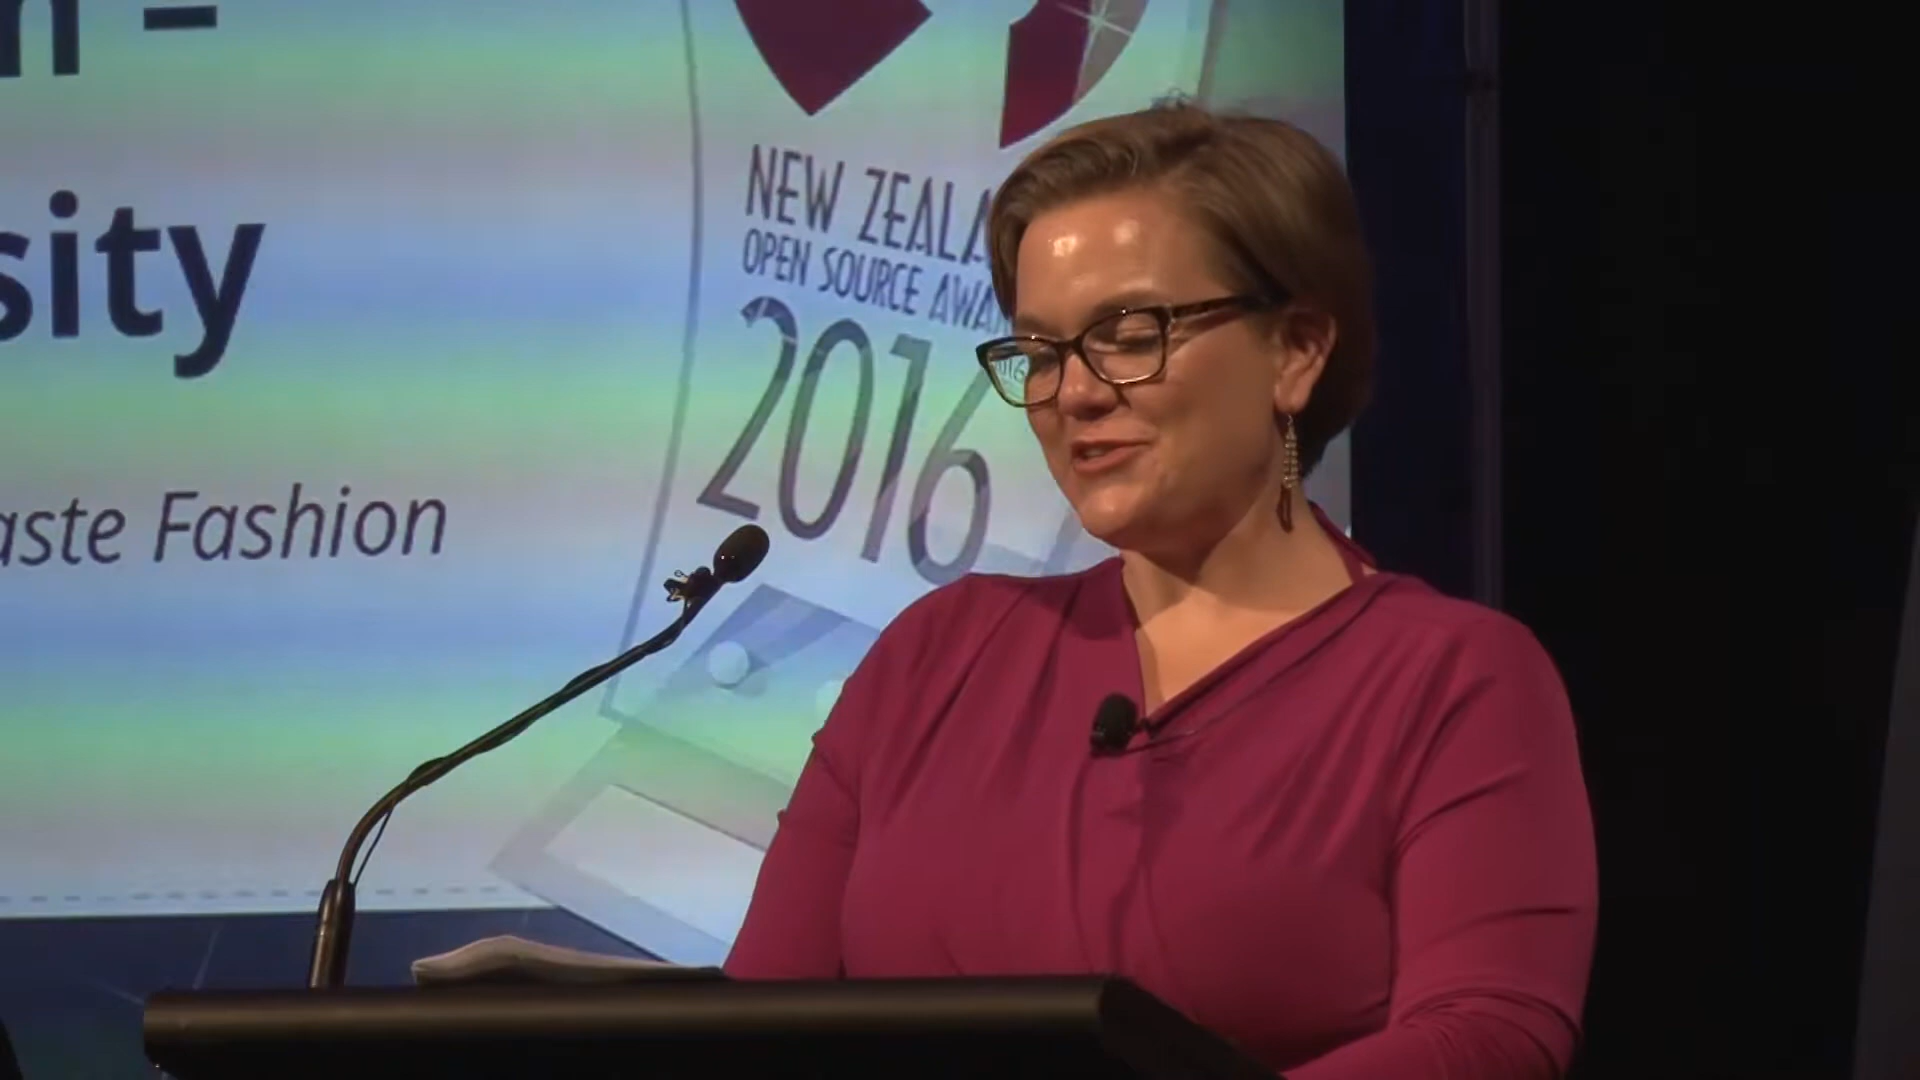 sity
aste Fashion
NEW ZEALA
OPEN SOURCE AWA
2016